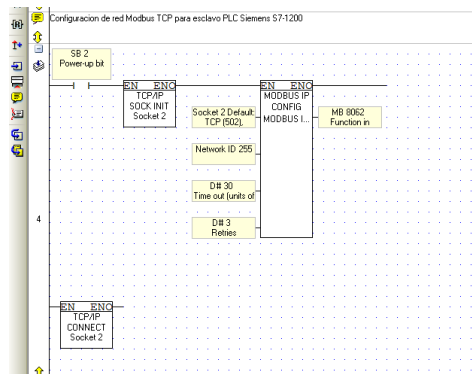 Configuracion de red Modbus TCP para esclavo PLC Siemens S7-1200
SB 2
Power-up bit
EN ENO
TCP/IP
SOCK INIT
Socket 2
EN ENO
MODBUS IP
CONFIG
MODBUS I...
Socket 2 Default:
TCP (502),
MB 8062
Function in
Network ID 255
D# 30
Time out (units of
D# 3
Retries
4
EN ENO
TCP/IP
CONNECT
Socket 2